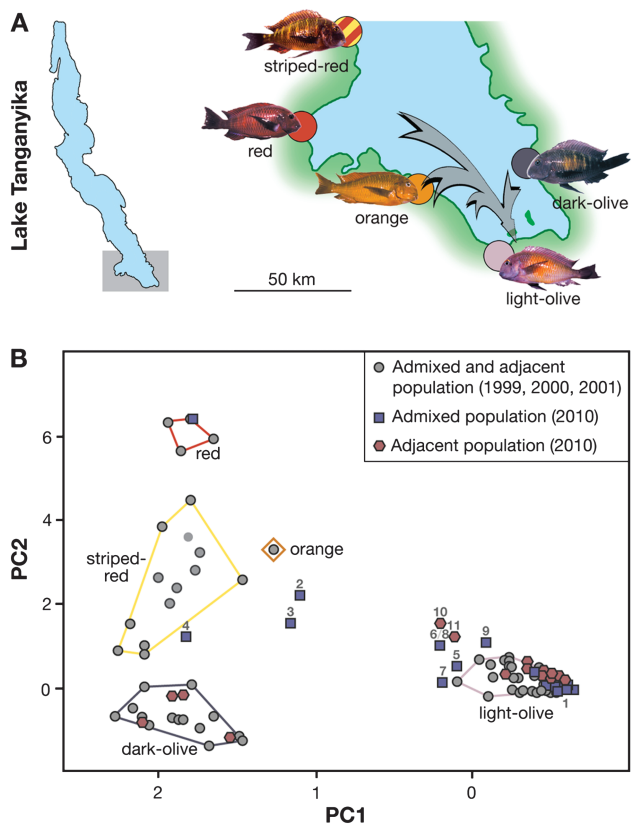 A
Lake Tanganyika
striped-red
red
orange
dark-olive
light-olive
50 km
B
Admixed and adjacent
population (1999, 2000, 2001)
Admixed population (2010)
Adjacent population (2010)
PC2
6
4
2
0
red
striped-
red
orange
dark-olive
light-olive
2
3
4
10
11
6/8
9
5
7
1
2
1
0
PC1